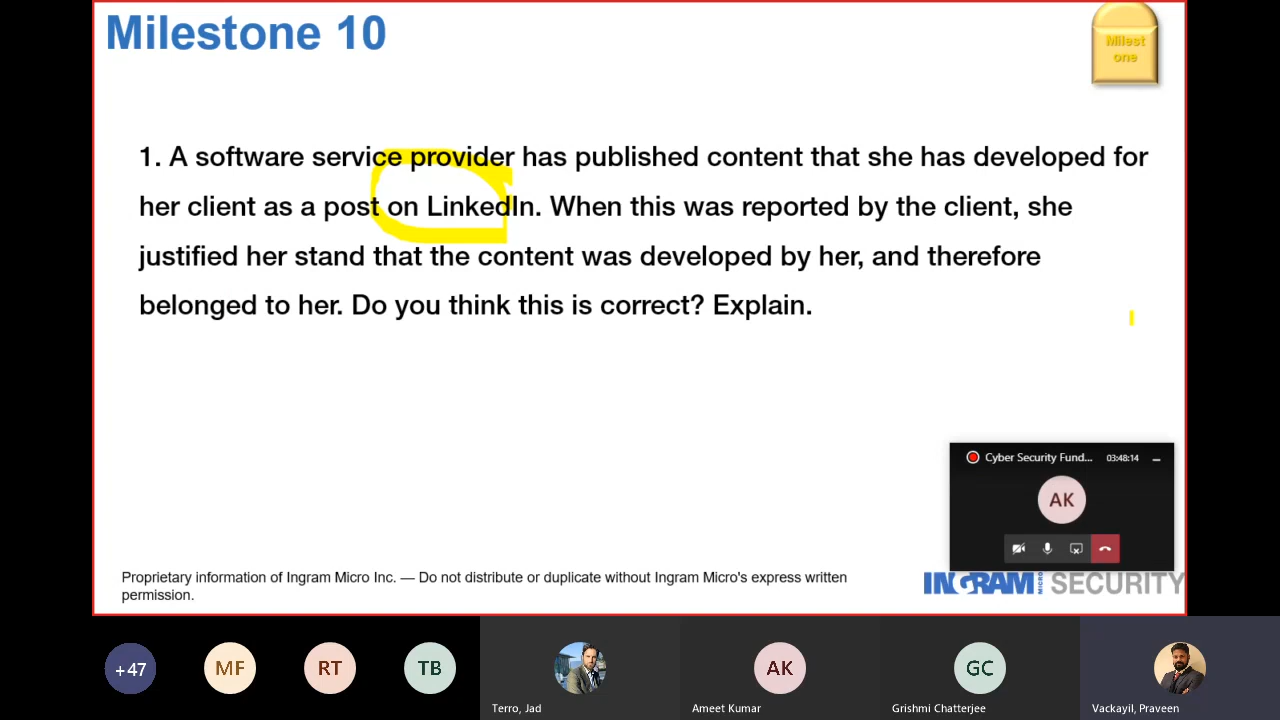 Milestone 10
Milest
one
1. A software service provider has published content that she has developed for
her client as a post on LinkedIn. When this was reported by the client, she
justified her stand that the content was developed by her, and therefore
belonged to her. Do you think this is correct? Explain.
Cyber Security Fund... 03:48:14
AK
Proprietary information of Ingram Micro Inc. — Do not distribute or duplicate without Ingram Micro's express written
permission.
INGRAM MICRO SECURITY
+47
MF
RT
TB
AK
GC
Terro, Jad
Ameet Kumar
Grishmi Chatterjee
Vackayil, Praveen